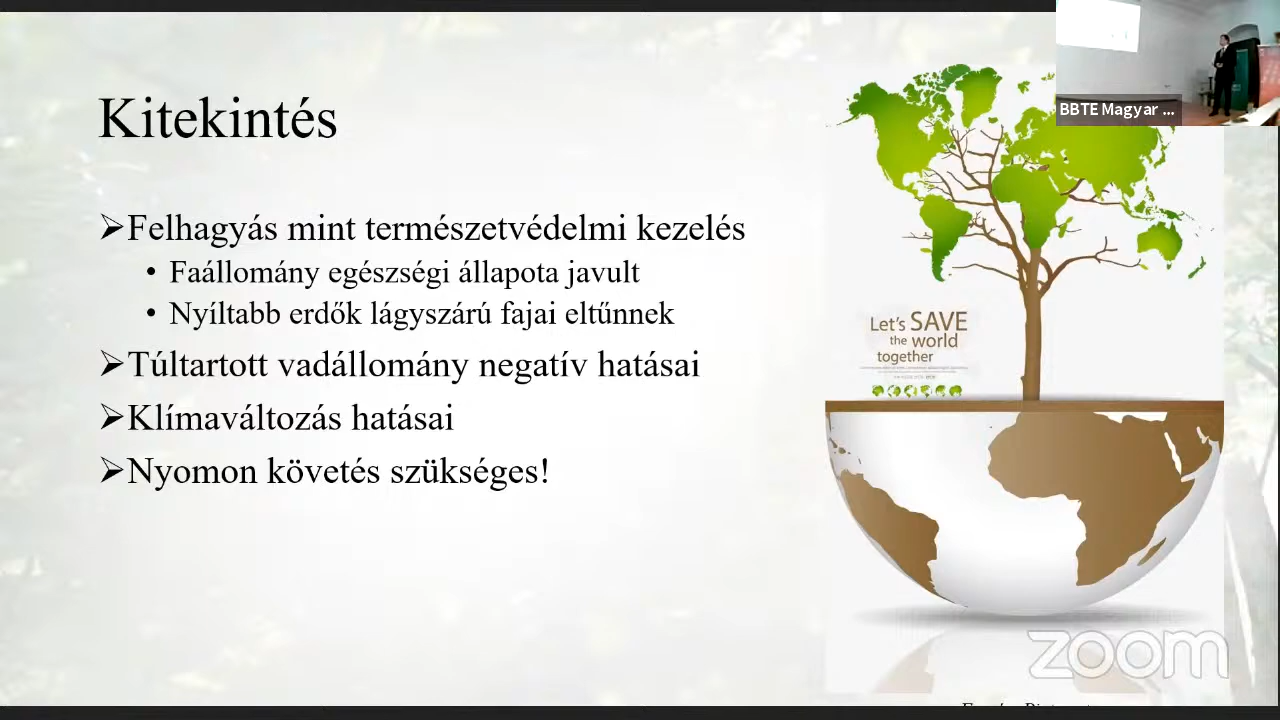 Kitekintés
BBTE Magyar ...
Felhagyás mint természetvédelmi kezelés
• Faállomány egészségi állapota javult
• Nyíltabb erdők lágyszárú fajai eltűnnek
Túltartott vadállomány negatív hatásai
Klímaváltozás hatásai
Nyomon követés szükséges!
Let's SAVE
the world
together
zoom